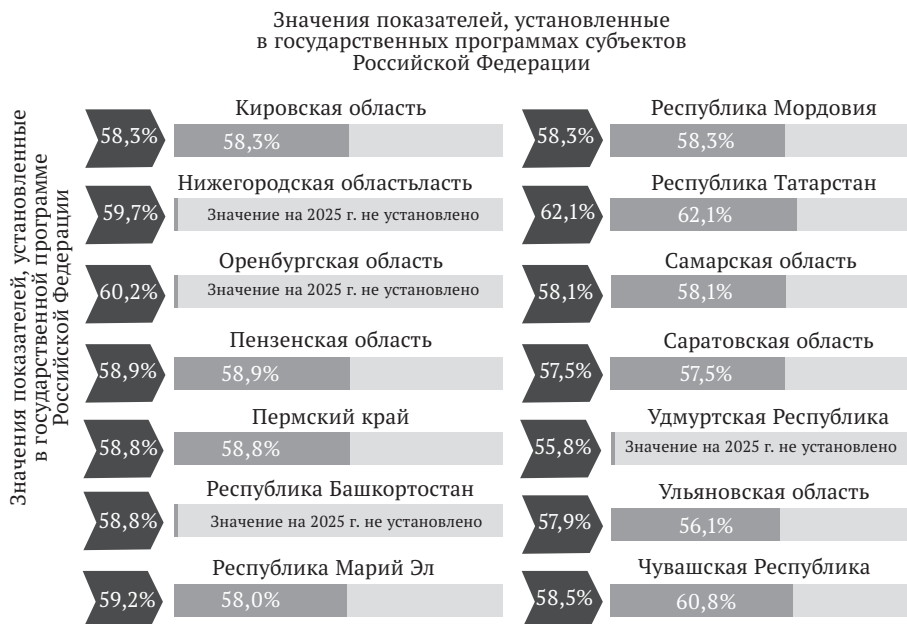 Значения показателей, установленные
в государственных программах субъектов
Российской Федерации
Значения показателей, установленные
в государственной программе
Российской Федерации
Кировская область
58,3% 58,3%
Нижегородская областьласть
59,7% Значение на 2025 г. не установлено
Оренбургская область
60,2% Значение на 2025 г. не установлено
Пензенская область
58,9% 58,9%
Пермский край
58,8% 58,8%
Республика Башкортостан
58,8% Значение на 2025 г. не установлено
Республика Марий Эл
59,2% 58,0%
Республика Мордовия
58,3% 58,3%
Республика Татарстан
62,1% 62,1%
Самарская область
58,1% 58,1%
Саратовская область
57,5% 57,5%
Удмуртская Республика
55,8% Значение на 2025 г. не установлено
Ульяновская область
57,9% 56,1%
Чувашская Республика
58,5% 60,8%